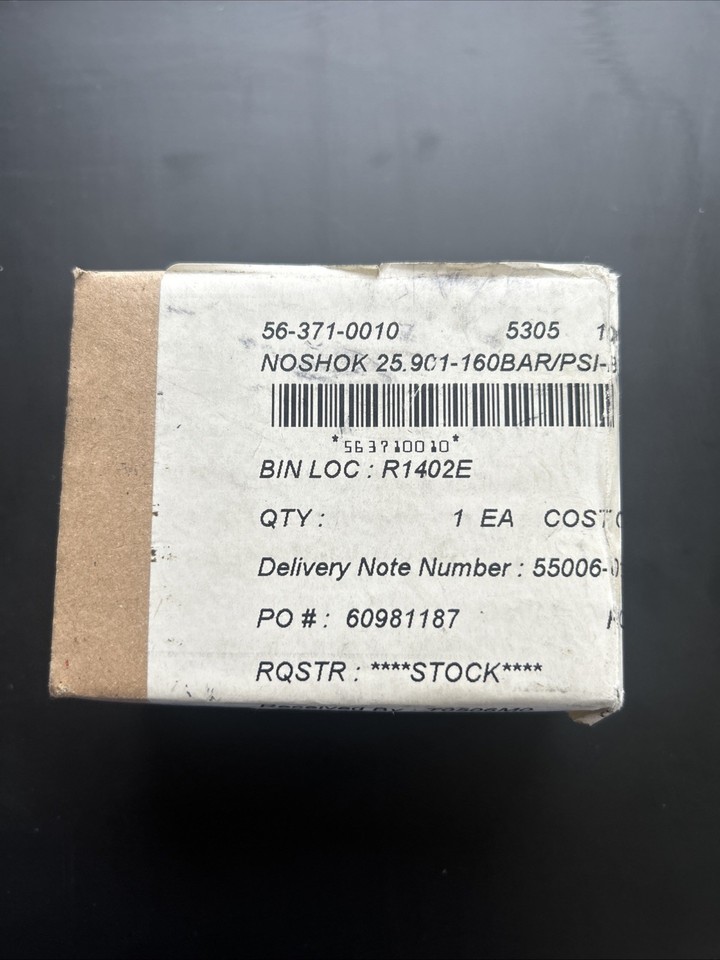 56-371-0010 5305
NOSHOK 25.901-160BAR/PSI-
*563710010*
BIN LOC : R1402E
QTY : 1 EA COST
Delivery Note Number : 55006-
PO # : 60981187
RQSTR : ****STOCK****